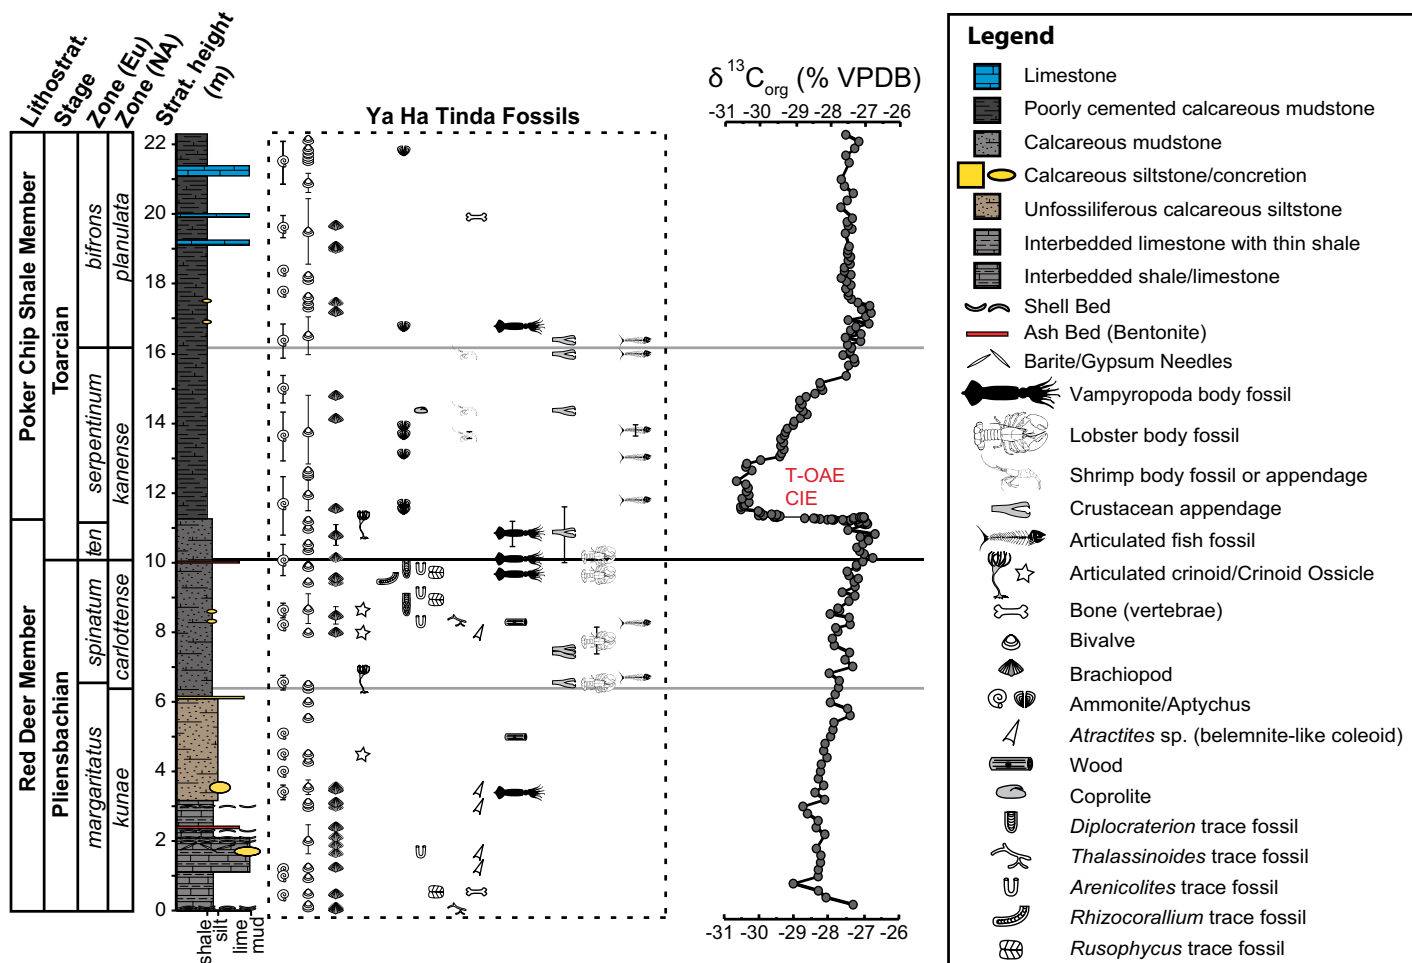 Lithostrat.
Stage
Zone (Eu)
Zone (NA)
Strat. height
(m)
Ya Ha Tinda Fossils
δ 13Corg (% VPDB)
-31 -30 -29 -28 -27 -26
Poker Chip Shale Member
Red Deer Member
Toarcian
Pliensbachian
bifrons
serpentinum
ten
spinatum
margaritatus
planulata
kanense
carlottense
kunae
22
20
18
16
14
12
10
8
6
4
2
0
shale
silt
lime
mud
T-OAE
CIE
-31 -30 -29 -28 -27 -26
Legend
Limestone
Poorly cemented calcareous mudstone
Calcareous mudstone
Calcareous siltstone/concretion
Unfossiliferous calcareous siltstone
Interbedded limestone with thin shale
Interbedded shale/limestone
Shell Bed
Ash Bed (Bentonite)
Barite/Gypsum Needles
Vampyropoda body fossil
Lobster body fossil
Shrimp body fossil or appendage
Crustacean appendage
Articulated fish fossil
Articulated crinoid/Crinoid Ossicle
Bone (vertebrae)
Bivalve
Brachiopod
Ammonite/Aptychus
Atractites sp. (belemnite-like coleoid)
Wood
Coprolite
Diplocraterion trace fossil
Thalassinoides trace fossil
Arenicolites trace fossil
Rhizocorallium trace fossil
Rusophycus trace fossil